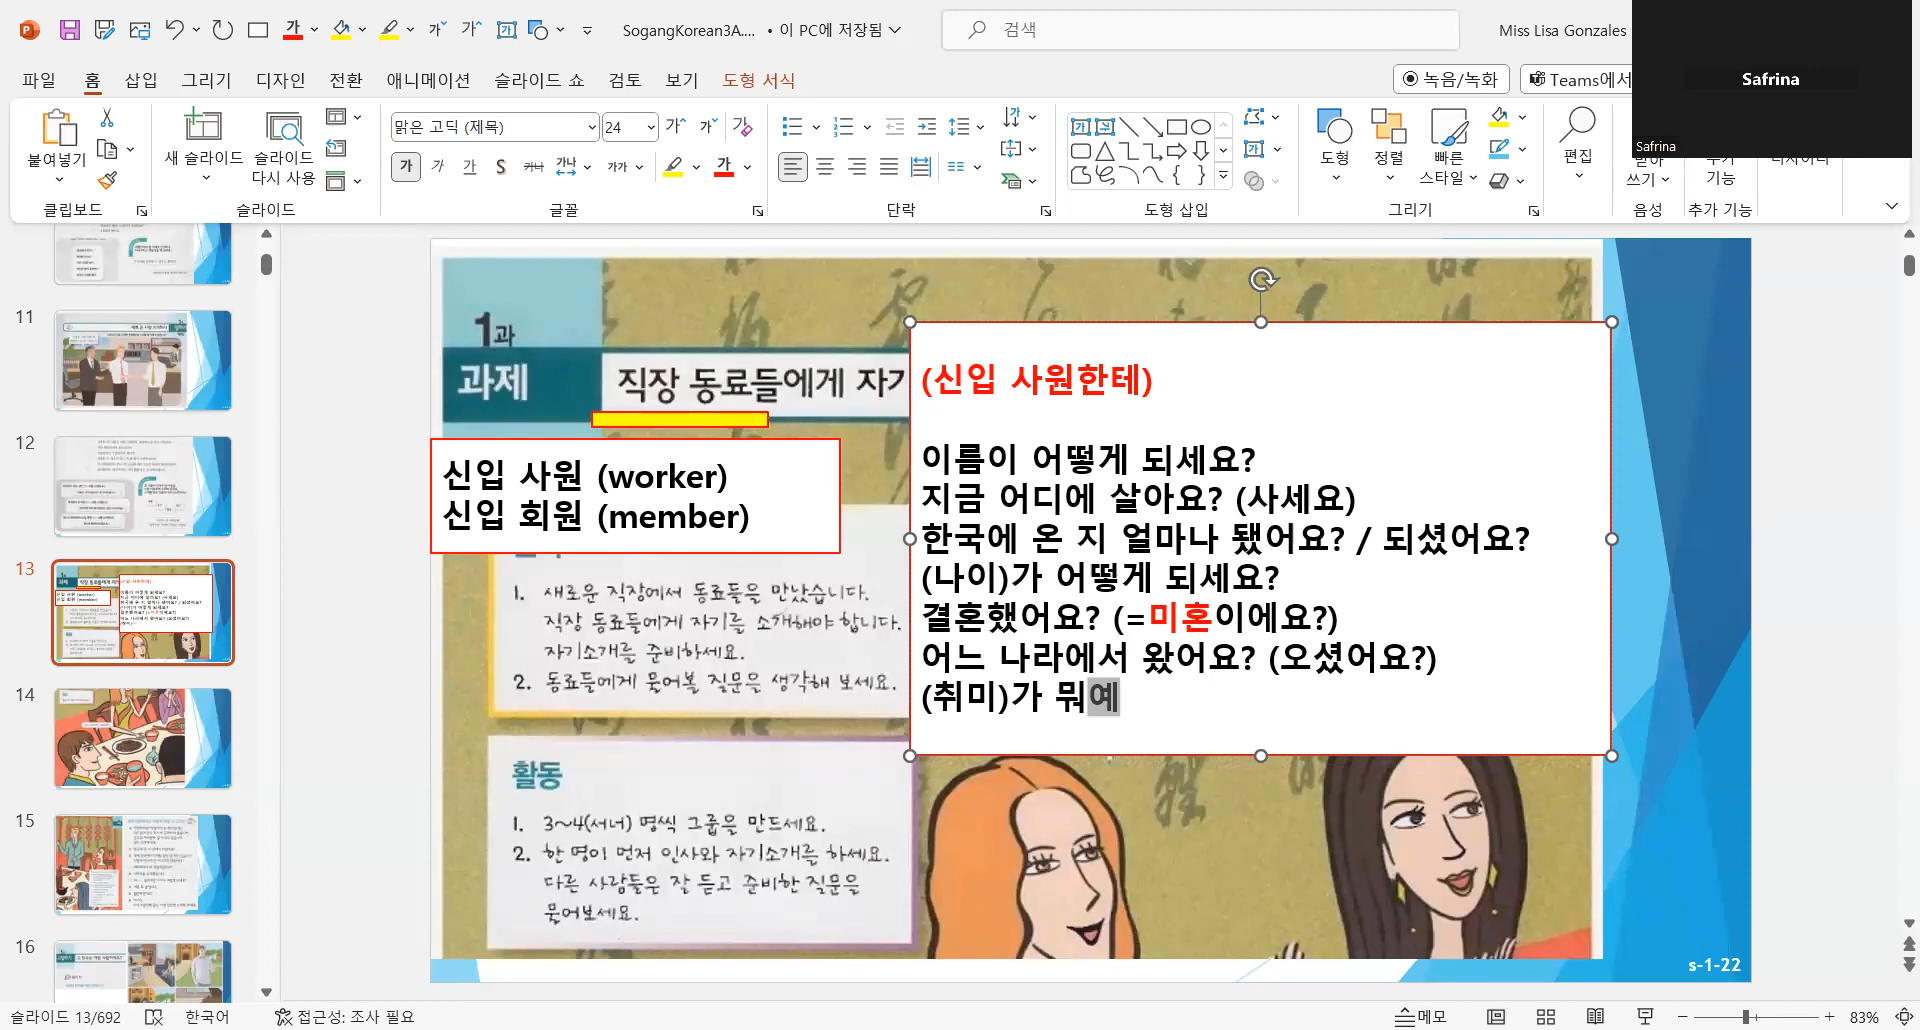 SogangKorean3A.... • 이 PC에 저장됨
검색
Miss Lisa Gonzales
Safrina
Safrina
파일 홈 삽입 그리기 디자인 전환 애니메이션 슬라이드 쇼 검토 보기 도형 서식
녹음/녹화
Teams에서
붙여넣기
새 슬라이드
슬라이드
다시 사용
맑은 고딕 (제목)
24
도형
정렬
빠른
스타일
편집
쓰기
기능
클립보드
슬라이드
글꼴
단락
도형 삽입
그리기
음성
추가 기능
11
12
13
14
15
16
1과
과제
직장 동료들에게 자기
신입 사원 (worker)
신입 회원 (member)
1. 새로운 직장에서 동료들을 만났습니다.
직장 동료들에게 자기를 소개해야 합니다.
자기소개를 준비하세요.
2. 동료들에게 물어볼 질문을 생각해 보세요.
활동
1. 3~4(서너) 명씩 그룹을 만드세요.
2. 한 명이 먼저 인사와 자기소개를 하세요.
다른 사람들은 잘 듣고 준비한 질문을
물어보세요.
(신입 사원한테)
이름이 어떻게 되세요?
지금 어디에 살아요? (사세요)
한국에 온 지 얼마나 됐어요? / 되셨어요?
(나이)가 어떻게 되세요?
결혼했어요? (=미혼이에요?)
어느 나라에서 왔어요? (오셨어요?)
(취미)가 뭐예
s-1-22
슬라이드 13/692
한국어
접근성: 조사 필요
메모
83%